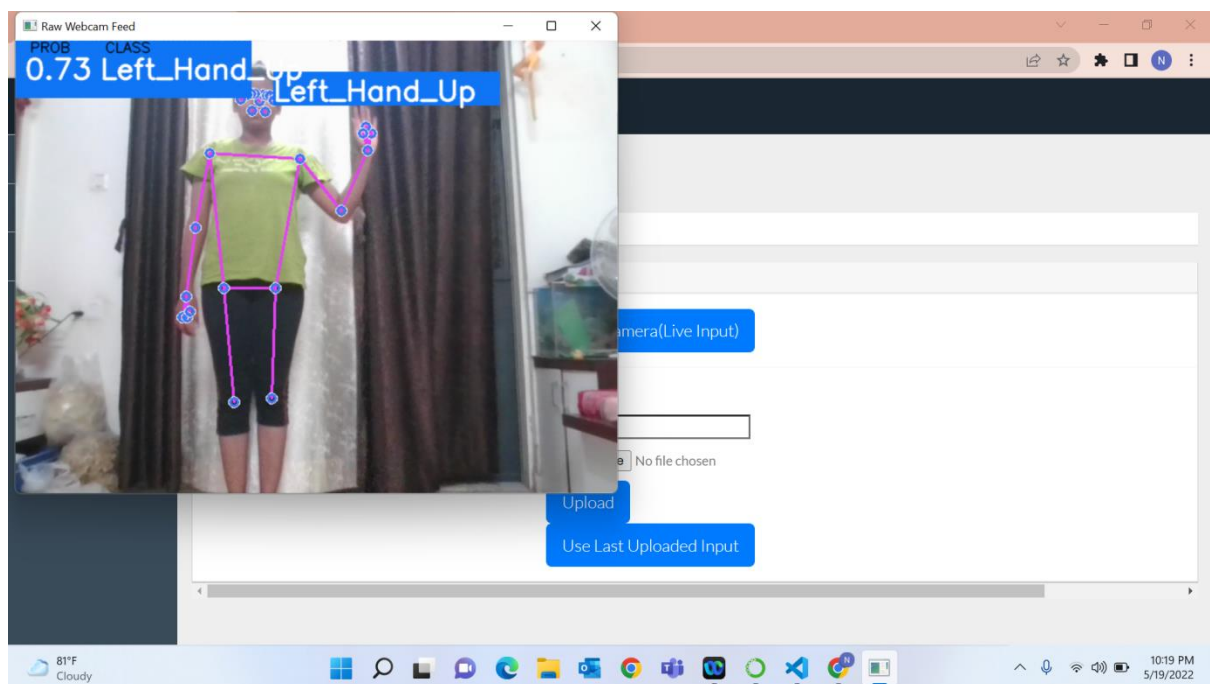 Raw Webcam Feed
PROB CLASS
0.73 Left_Hand_Up
Left_Hand_Up
N
amera(Live Input)
e No file chosen
Upload
Use Last Uploaded Input
81°F
Cloudy
N
10:19 PM
5/19/2022